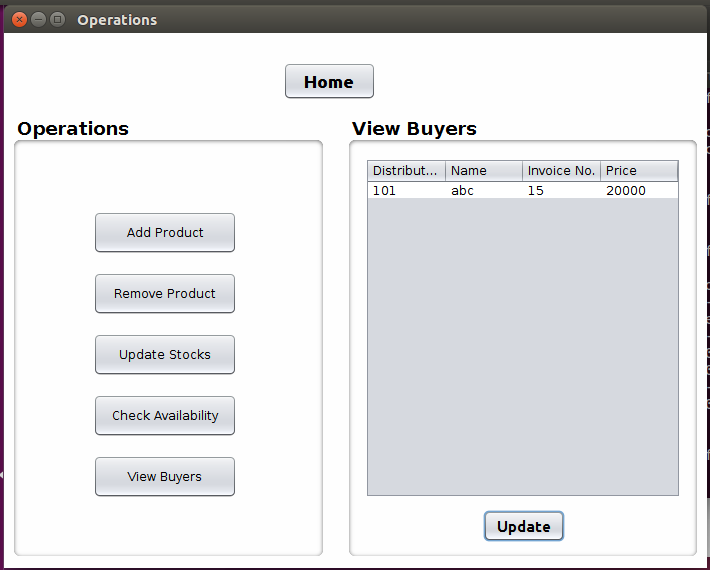 Operations
Home
Operations
Add Product
Remove Product
Update Stocks
Check Availability
View Buyers
View Buyers
Distribut... Name Invoice No. Price
101 abc 15 20000
Update